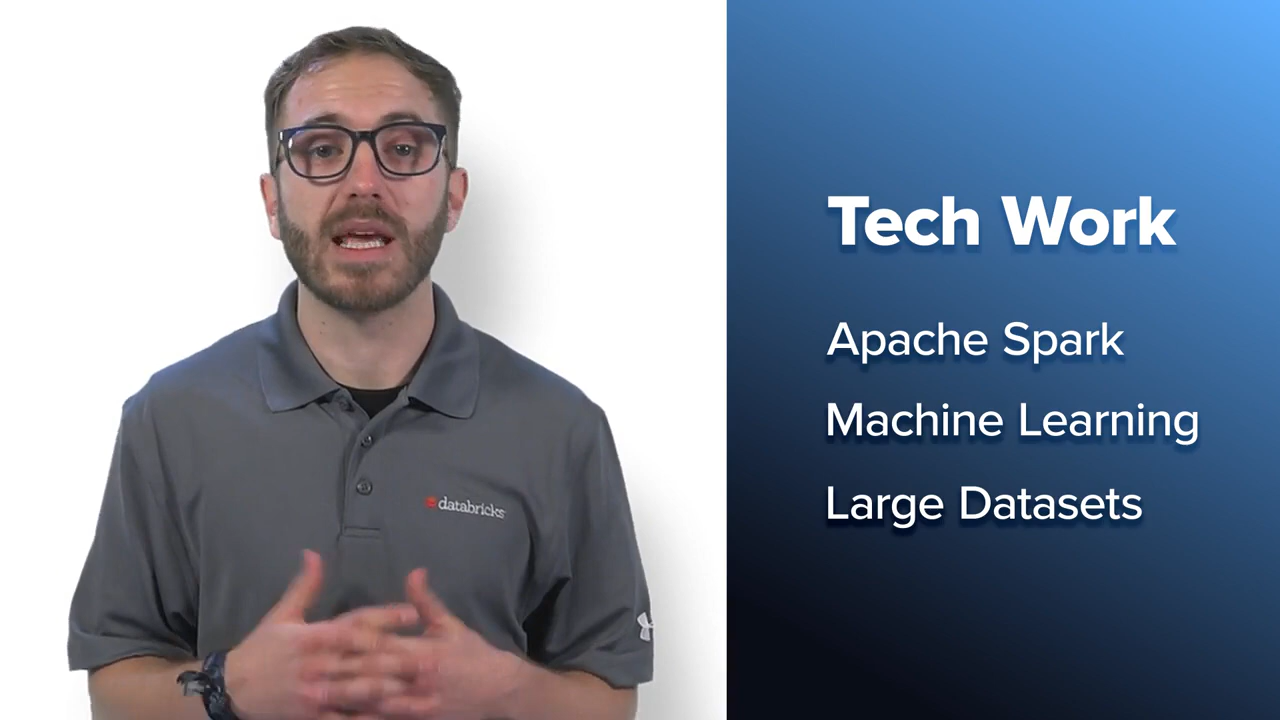 Tech Work
Apache Spark
Machine Learning
Large Datasets
databricks